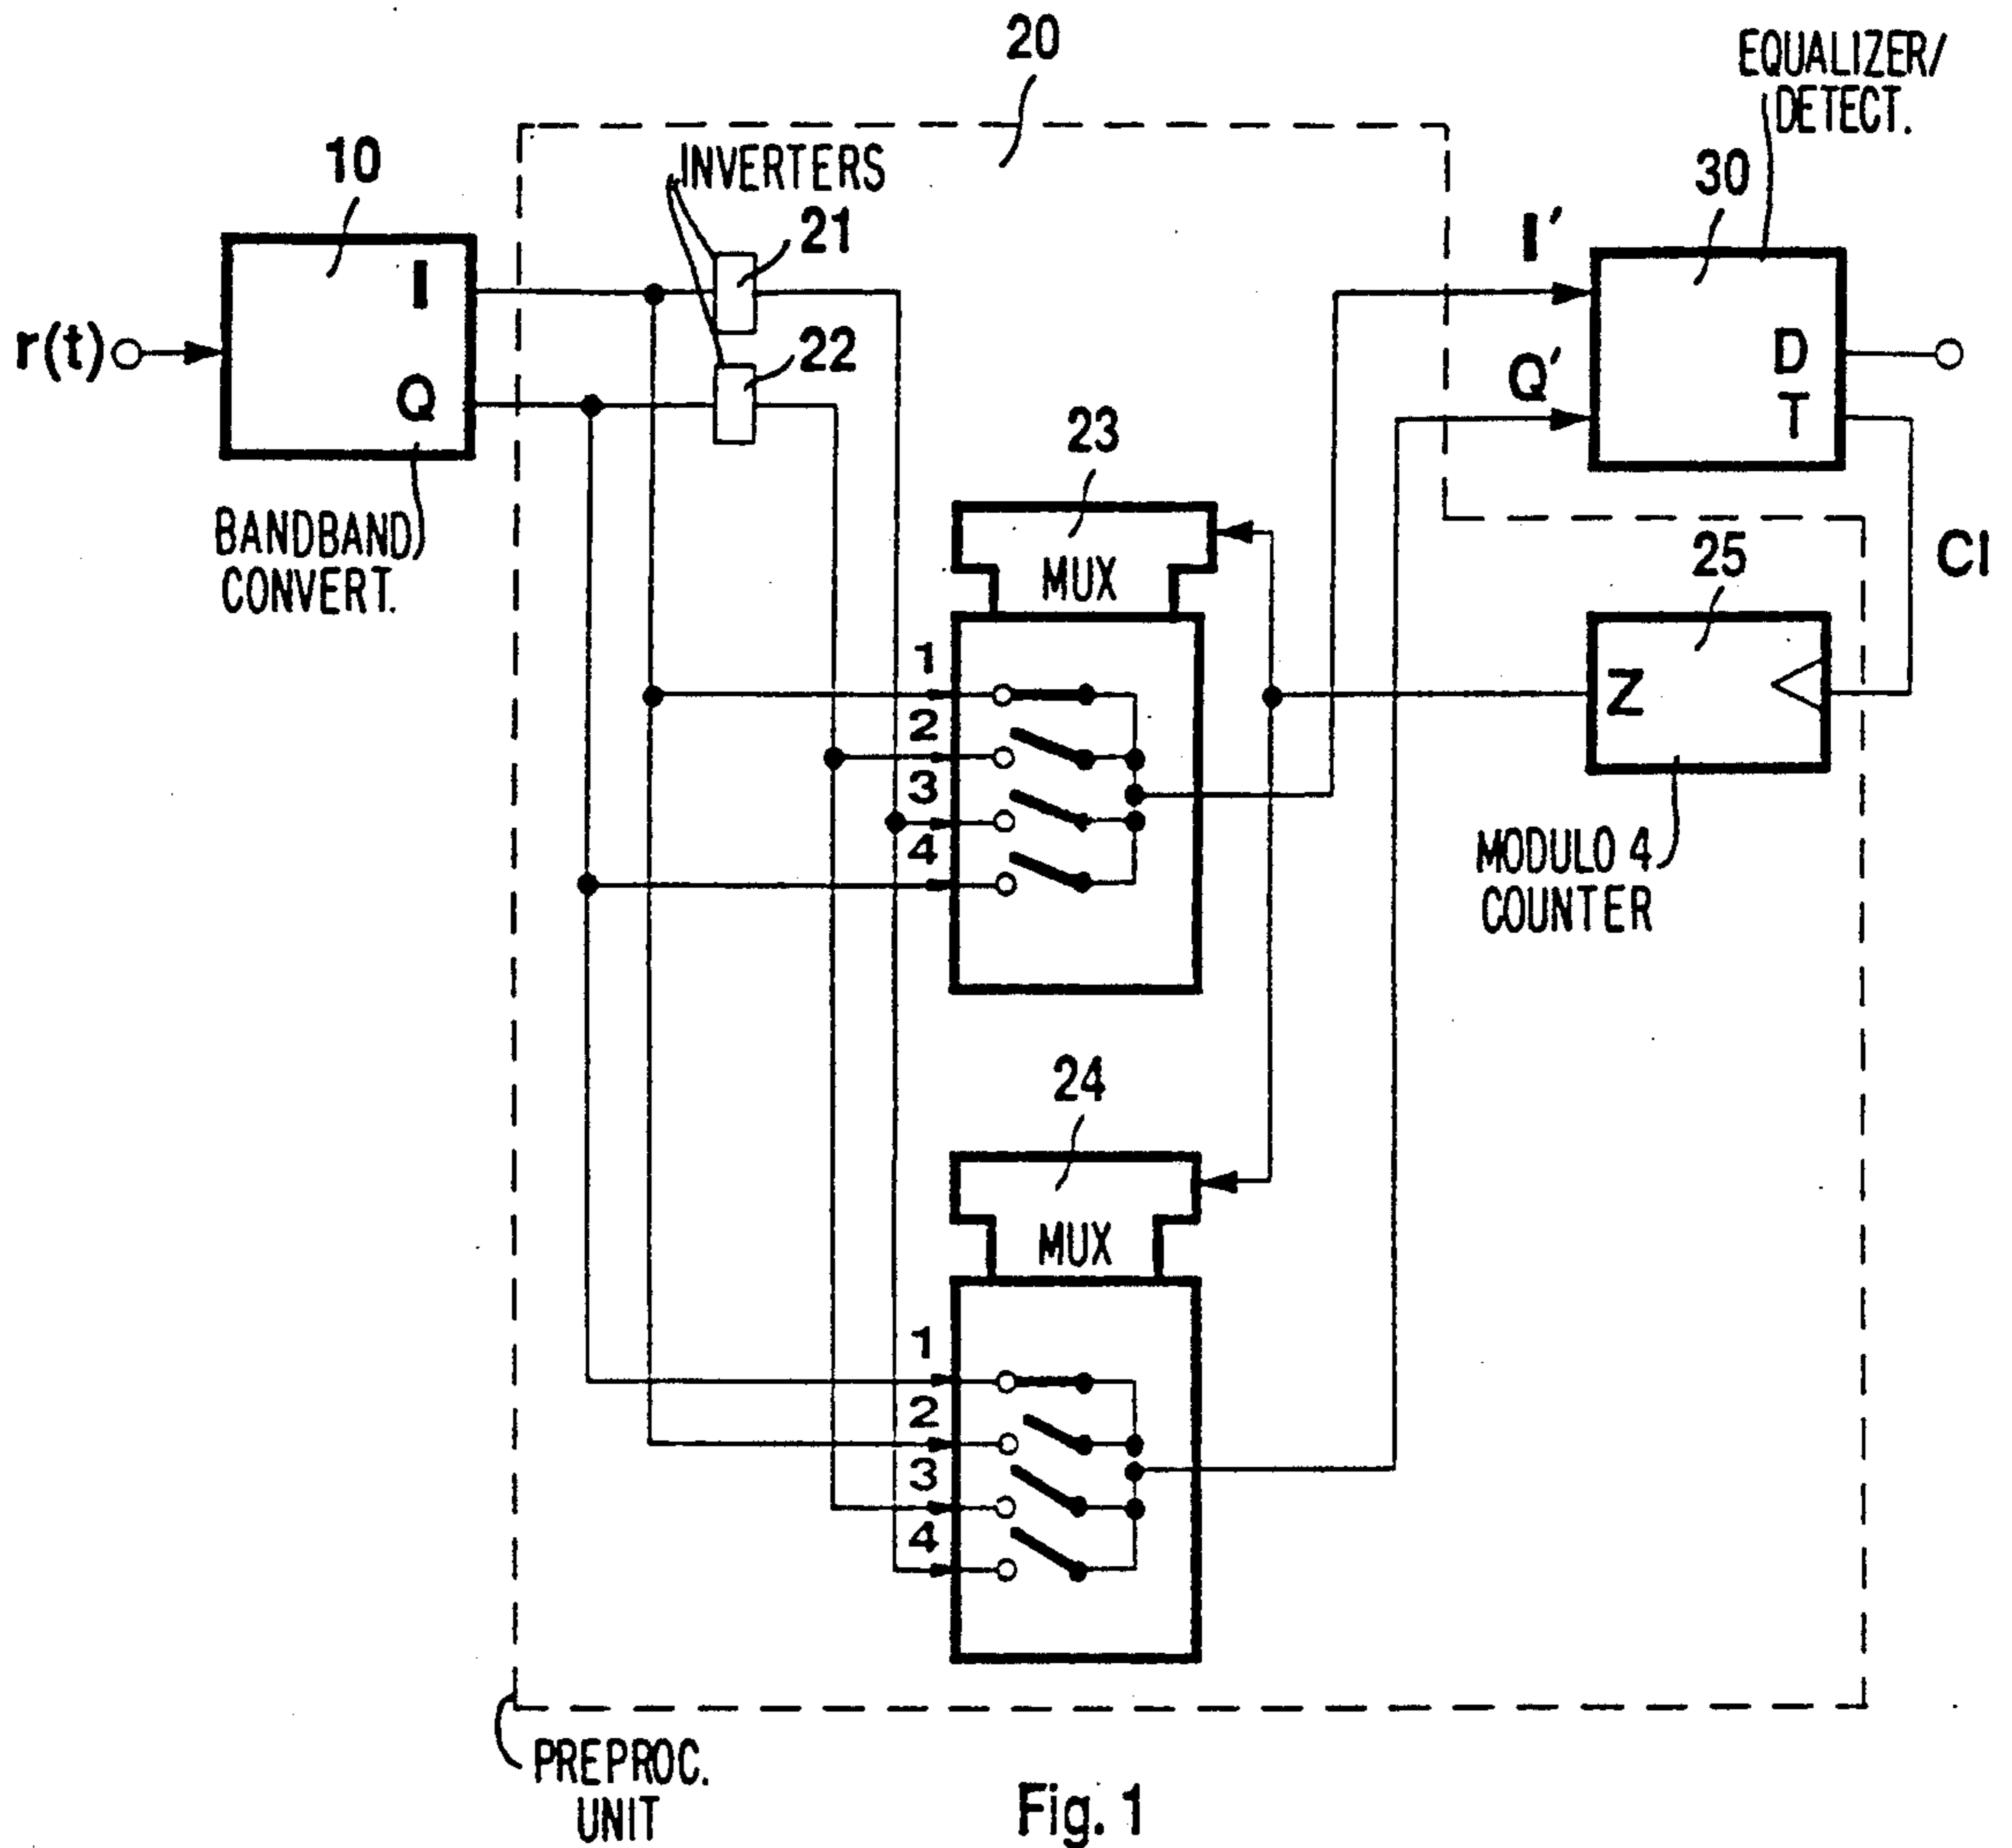 20
EQUALIZER/
DETECT.
10
INVERTERS
21
30
I
I′
r(t)
22
Q
Q′
D
T
23
BANDBAND
CONVERT.
25
Cl
MUX
1
2
3
4
Z
MODULO 4
COUNTER
24
MUX
1
2
3
4
PREPROC.
UNIT
Fig. 1